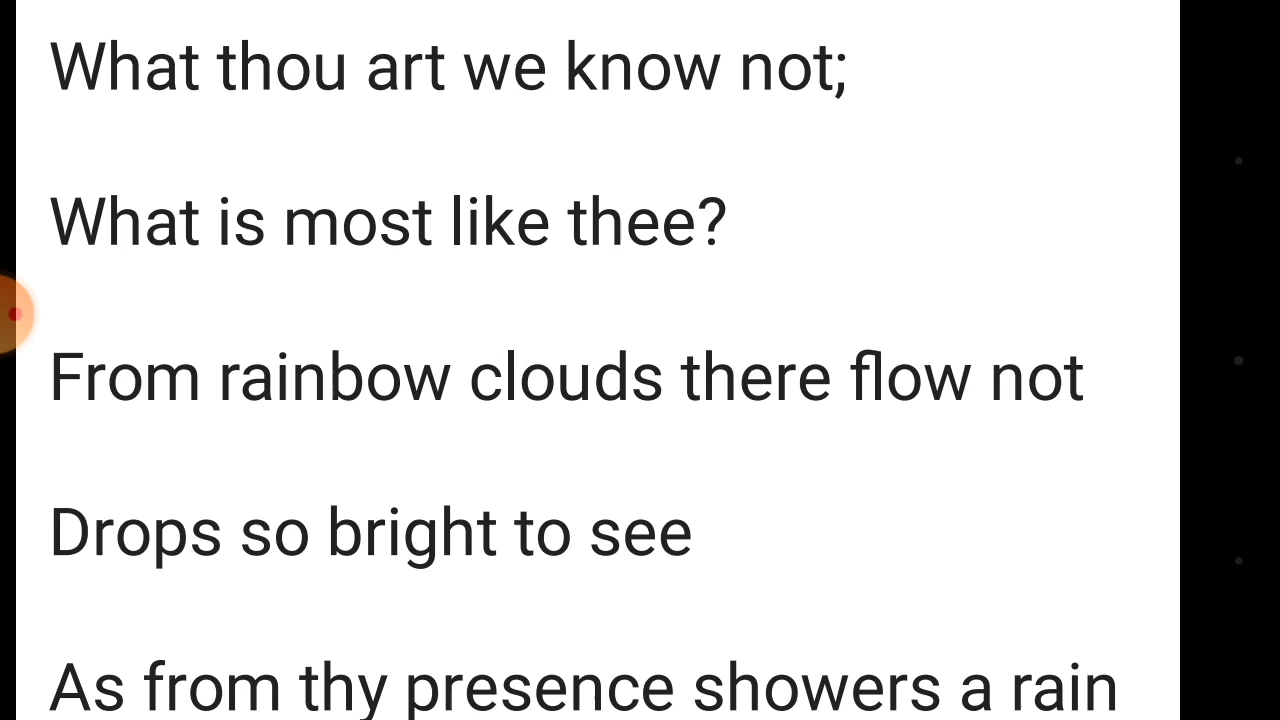 What thou art we know not;
What is most like thee?
From rainbow clouds there flow not
Drops so bright to see
As from thy presence showers a rain